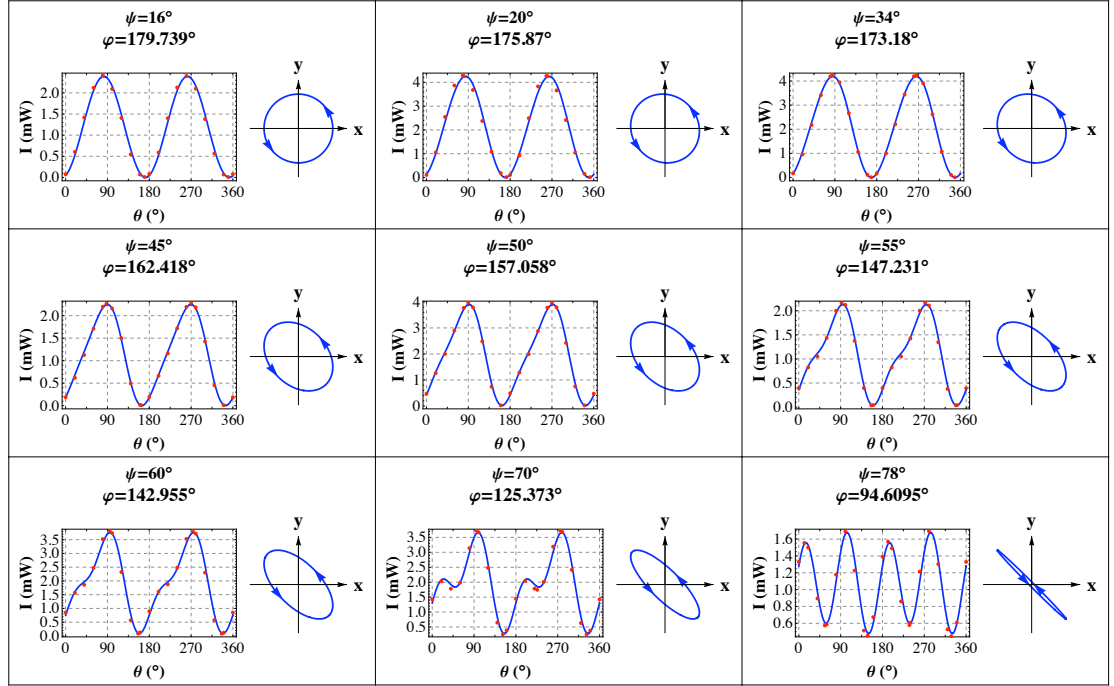 ψ=16°
φ=179.739°
y
x
I (mW)
2.0
1.5
1.0
0.5
0.0
0 90 180 270 360
θ (°)
ψ=20°
φ=175.87°
y
x
I (mW)
4
3
2
1
0
0 90 180 270 360
θ (°)
ψ=34°
φ=173.18°
y
x
I (mW)
4
3
2
1
0
0 90 180 270 360
θ (°)
ψ=45°
φ=162.418°
y
x
I (mW)
2.0
1.5
1.0
0.5
0.0
0 90 180 270 360
θ (°)
ψ=50°
φ=157.058°
y
x
I (mW)
4
3
2
1
0
0 90 180 270 360
θ (°)
ψ=55°
φ=147.231°
y
x
I (mW)
2.0
1.5
1.0
0.5
0.0
0 90 180 270 360
θ (°)
ψ=60°
φ=142.955°
y
x
I (mW)
3.5
3.0
2.5
2.0
1.5
1.0
0.5
0.0
0 90 180 270 360
θ (°)
ψ=70°
φ=125.373°
y
x
I (mW)
3.5
3.0
2.5
2.0
1.5
1.0
0.5
0 90 180 270 360
θ (°)
ψ=78°
φ=94.6095°
y
x
I (mW)
1.6
1.4
1.2
1.0
0.8
0.6
0 90 180 270 360
θ (°)